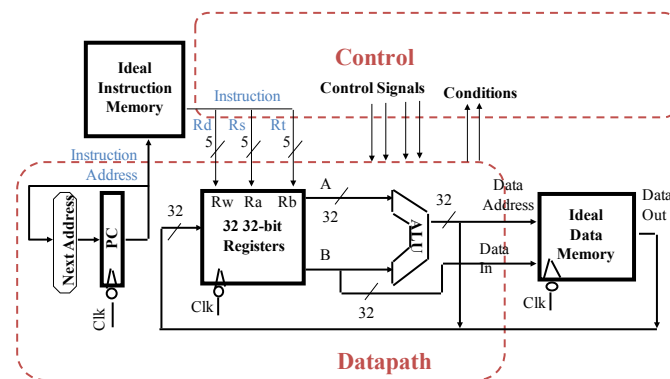 Control
Ideal
Instruction
Memory
Instruction
Control Signals
Conditions
Rd
Rs
Rt
5
5
5
Instruction
Address
Rw
Ra
Rb
32 32-bit
Registers
A
32
B
32
32
ALU
32
Data
Address
Data
In
Ideal
Data
Memory
Data
Out
32
Next Address
PC
Clk
Clk
Clk
Datapath